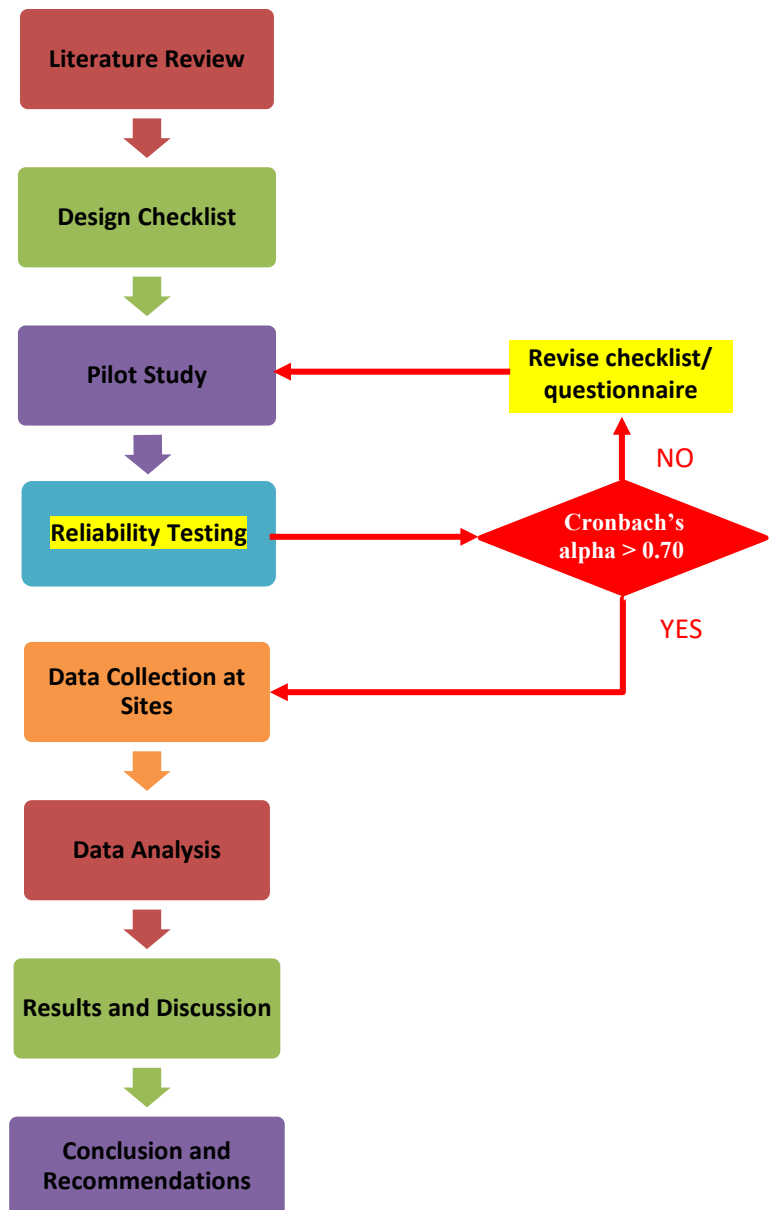 Literature Review
Design Checklist
Pilot Study
Revise checklist/
questionnaire
NO
Reliability Testing
Cronbach’s
alpha > 0.70
YES
Data Collection at
Sites
Data Analysis
Results and Discussion
Conclusion and
Recommendations